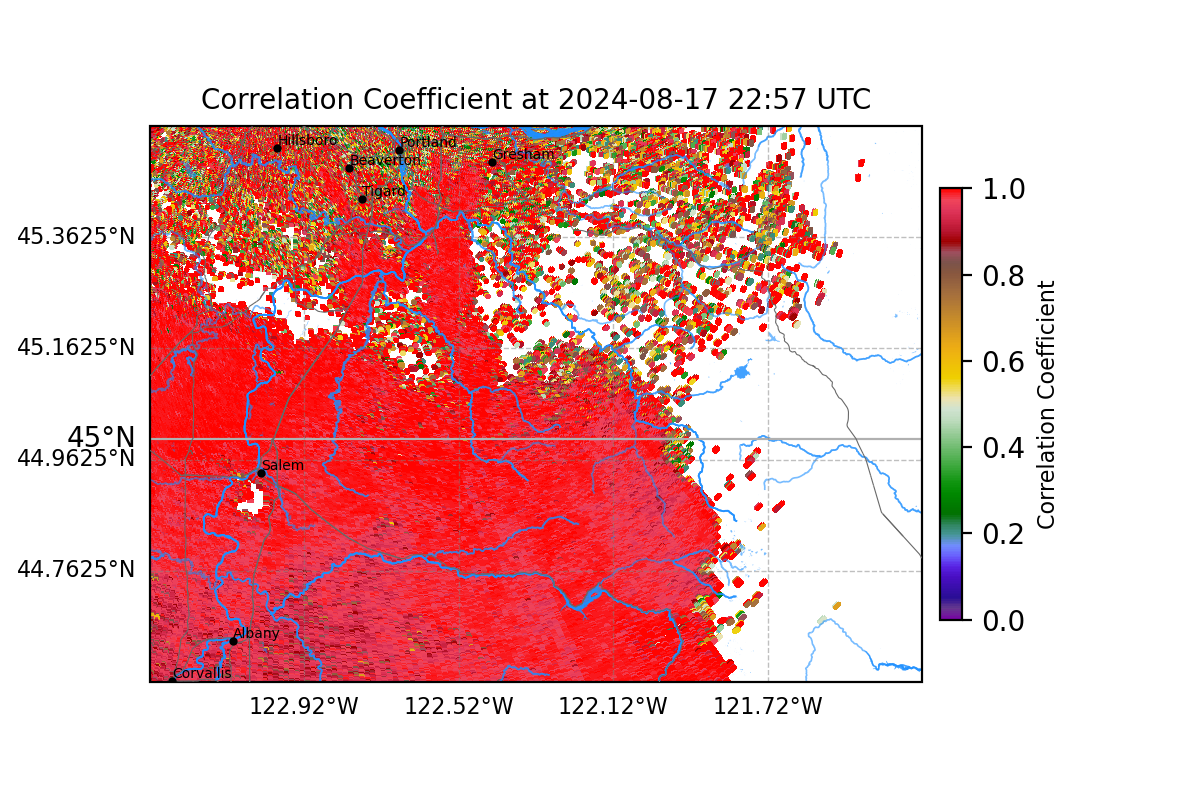 Correlation Coefficient at 2024-08-17 22:57 UTC
Hillsboro
Portland
Beaverton
Gresham
Tigard
Salem
Albany
Corvallis
45.3625°N
45.1625°N
45°N
44.9625°N
44.7625°N
122.92°W
122.52°W
122.12°W
121.72°W
1.0
0.8
0.6
0.4
0.2
0.0
Correlation Coefficient